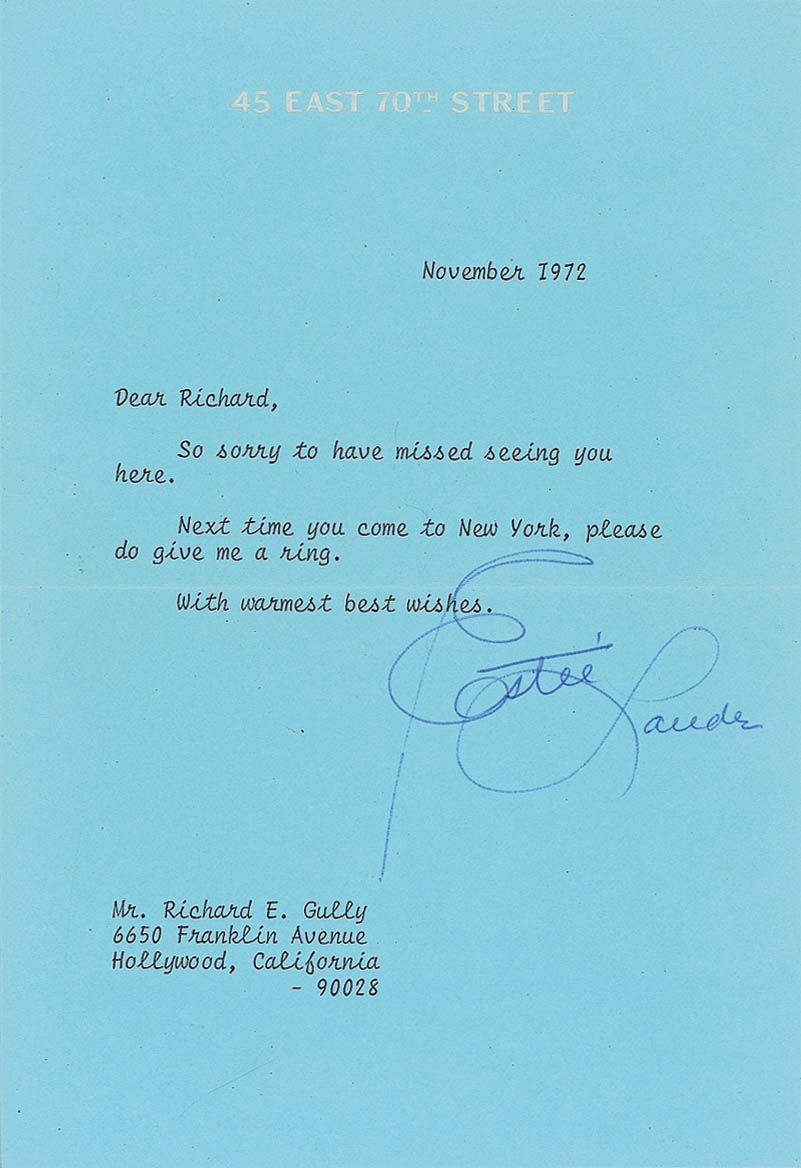 45 EAST 70TH STREET
November 1972
Dear Richard,
So sorry to have missed seeing you
here.
Next time you come to New York, please
do give me a ring.
With warmest best wishes.
Estée Lauder
Mr. Richard E. Gully
6650 Franklin Avenue
Hollywood, California
- 90028